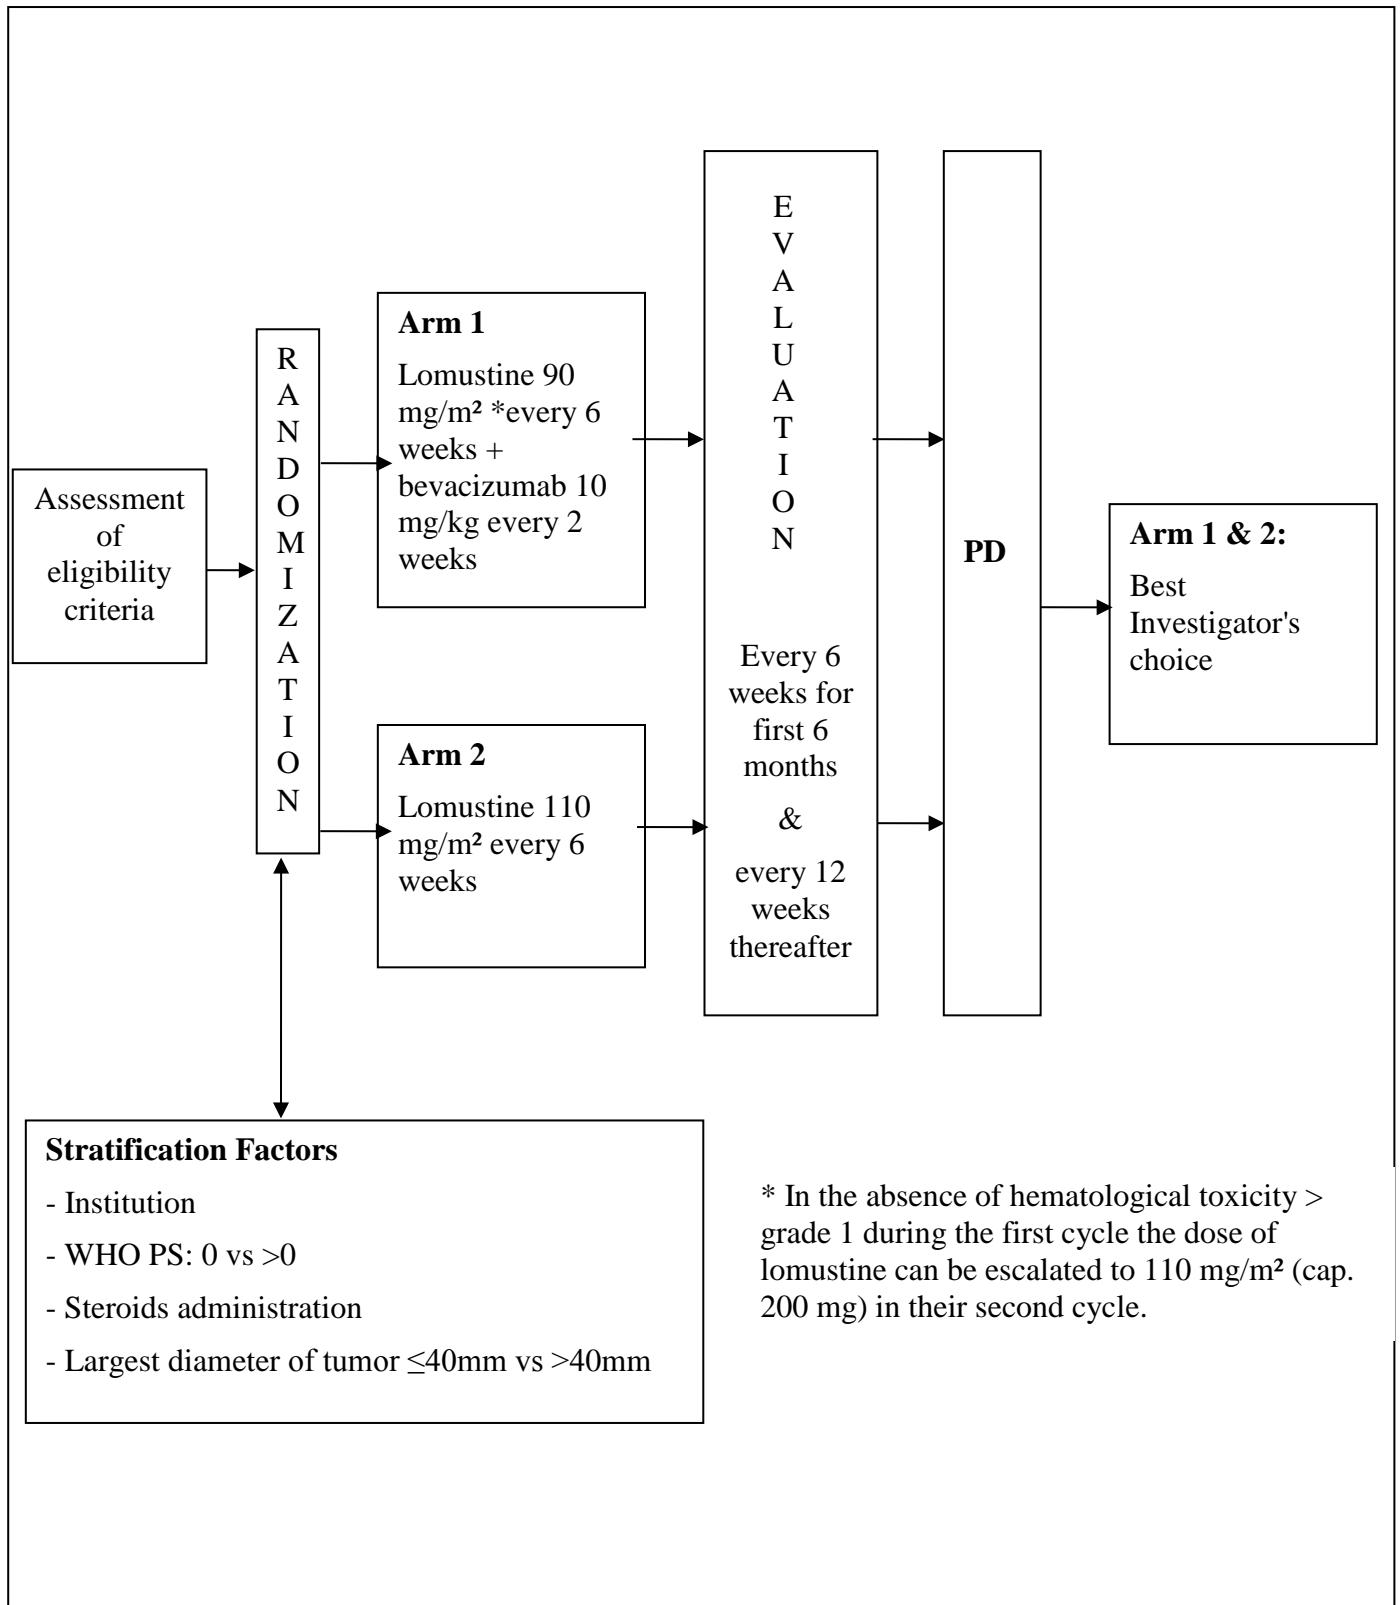 Assessment
of
eligibility
criteria
R
A
N
D
O
M
I
Z
A
T
I
O
N
Arm 1
Lomustine 90
mg/m² *every 6
weeks +
bevacizumab 10
mg/kg every 2
weeks
Arm 2
Lomustine 110
mg/m² every 6
weeks
E
V
A
L
U
A
T
I
O
N
Every 6
weeks for
first 6
months
&
every 12
weeks
thereafter
PD
Arm 1 & 2:
Best
Investigator's
choice
Stratification Factors
- Institution
- WHO PS: 0 vs >0
- Steroids administration
- Largest diameter of tumor ≤40mm vs >40mm
* In the absence of hematological toxicity >
grade 1 during the first cycle the dose of
lomustine can be escalated to 110 mg/m² (cap.
200 mg) in their second cycle.